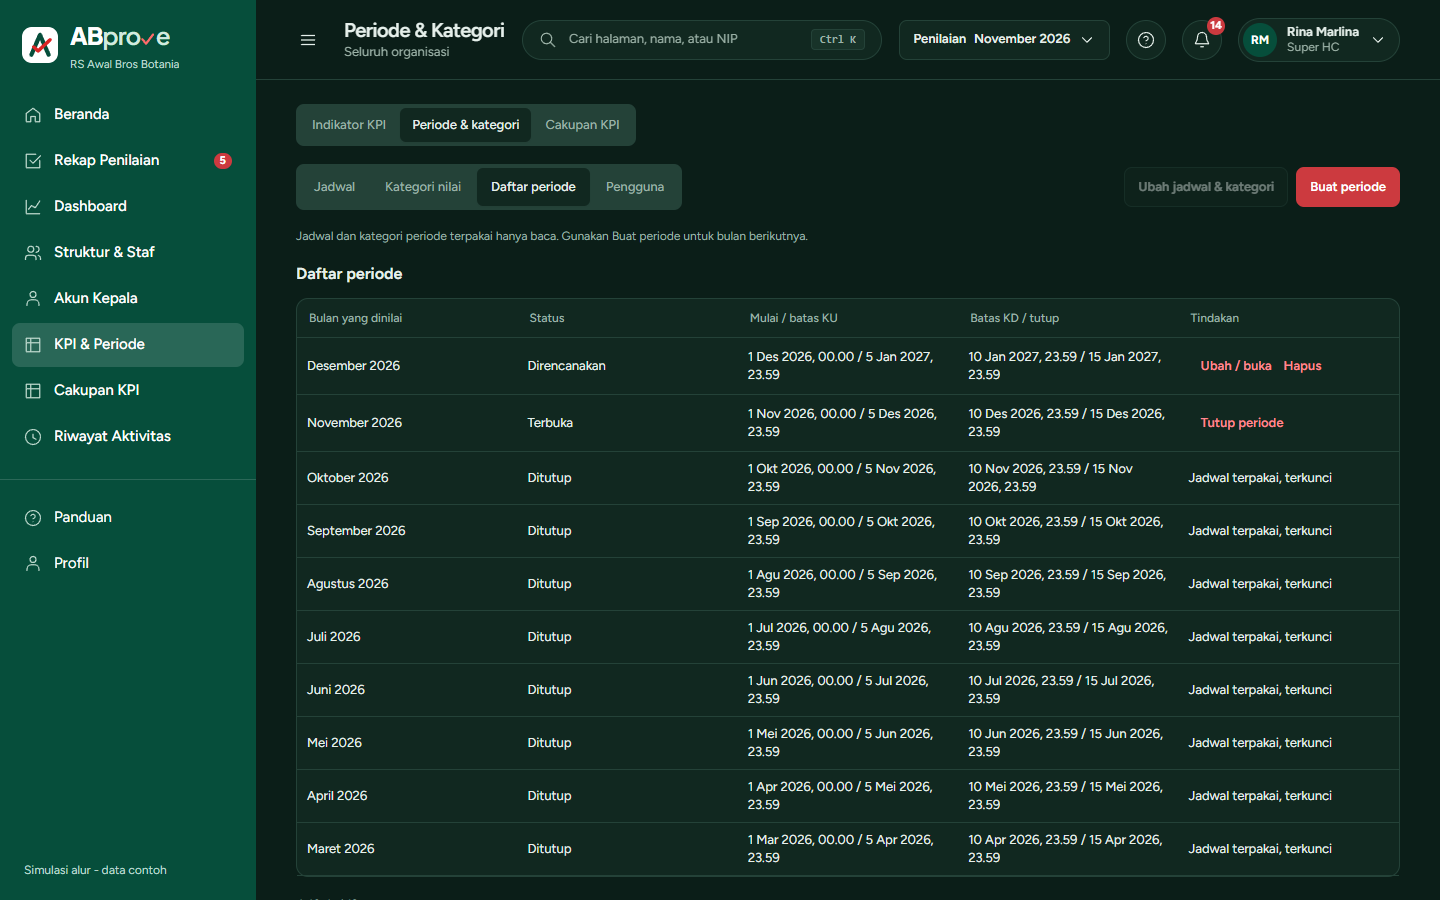 ABprove
RS Awal Bros Botania
Beranda
Rekap Penilaian 5
Dashboard
Struktur & Staf
Akun Kepala
KPI & Periode
Cakupan KPI
Riwayat Aktivitas
Panduan
Profil
Simulasi alur - data contoh
Periode & Kategori
Seluruh organisasi
Cari halaman, nama, atau NIP Ctrl K
Penilaian November 2026
14
RM
Rina Marlina
Super HC
Indikator KPI Periode & kategori Cakupan KPI
Jadwal Kategori nilai Daftar periode Pengguna
Ubah jadwal & kategori Buat periode
Jadwal dan kategori periode terpakai hanya baca. Gunakan Buat periode untuk bulan berikutnya.
Daftar periode
Bulan yang dinilai Status Mulai / batas KU Batas KD / tutup Tindakan
Desember 2026 Direncanakan 1 Des 2026, 00.00 / 5 Jan 2027, 23.59 10 Jan 2027, 23.59 / 15 Jan 2027, 23.59 Ubah / buka Hapus
November 2026 Terbuka 1 Nov 2026, 00.00 / 5 Des 2026, 23.59 10 Des 2026, 23.59 / 15 Des 2026, 23.59 Tutup periode
Oktober 2026 Ditutup 1 Okt 2026, 00.00 / 5 Nov 2026, 23.59 10 Nov 2026, 23.59 / 15 Nov 2026, 23.59 Jadwal terpakai, terkunci
September 2026 Ditutup 1 Sep 2026, 00.00 / 5 Okt 2026, 23.59 10 Okt 2026, 23.59 / 15 Okt 2026, 23.59 Jadwal terpakai, terkunci
Agustus 2026 Ditutup 1 Agu 2026, 00.00 / 5 Sep 2026, 23.59 10 Sep 2026, 23.59 / 15 Sep 2026, 23.59 Jadwal terpakai, terkunci
Juli 2026 Ditutup 1 Jul 2026, 00.00 / 5 Agu 2026, 23.59 10 Agu 2026, 23.59 / 15 Agu 2026, 23.59 Jadwal terpakai, terkunci
Juni 2026 Ditutup 1 Jun 2026, 00.00 / 5 Jul 2026, 23.59 10 Jul 2026, 23.59 / 15 Jul 2026, 23.59 Jadwal terpakai, terkunci
Mei 2026 Ditutup 1 Mei 2026, 00.00 / 5 Jun 2026, 23.59 10 Jun 2026, 23.59 / 15 Jun 2026, 23.59 Jadwal terpakai, terkunci
April 2026 Ditutup 1 Apr 2026, 00.00 / 5 Mei 2026, 23.59 10 Mei 2026, 23.59 / 15 Mei 2026, 23.59 Jadwal terpakai, terkunci
Maret 2026 Ditutup 1 Mar 2026, 00.00 / 5 Apr 2026, 23.59 10 Apr 2026, 23.59 / 15 Apr 2026, 23.59 Jadwal terpakai, terkunci